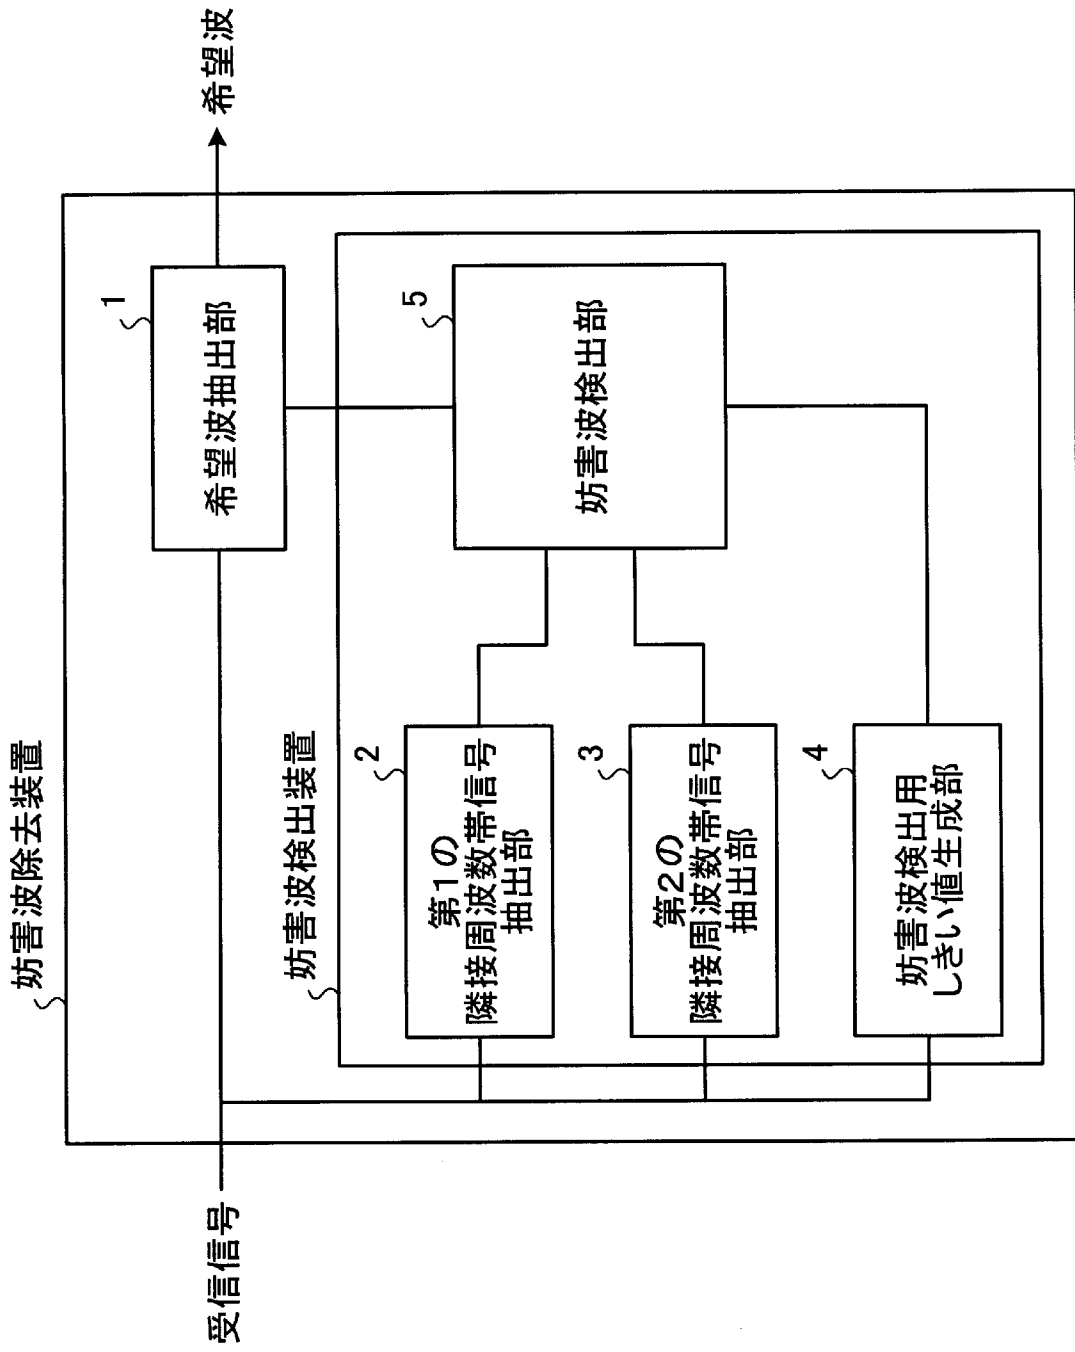 妨害波除去装置
受信信号
1
希望波抽出部
希望波
妨害波検出装置
2
第1の
隣接周波数帯信号
抽出部
3
第2の
隣接周波数帯信号
抽出部
4
妨害波検出用
しきい値生成部
5
妨害波検出部